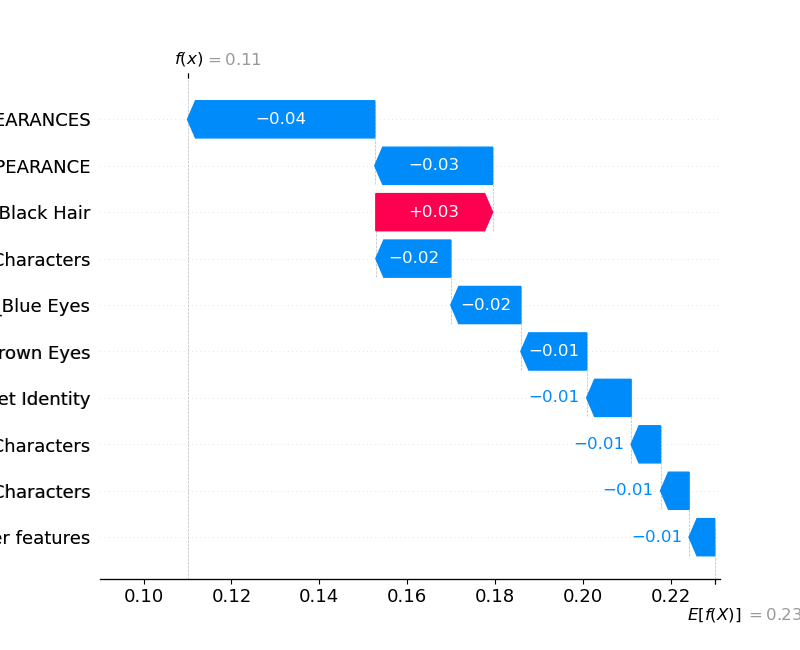 f(x) = 0.11
EARANCES −0.04
PEARANCE −0.03
Black Hair +0.03
Characters −0.02
_Blue Eyes −0.02
rown Eyes −0.01
et Identity −0.01
Characters −0.01
Characters −0.01
er features −0.01
0.10 0.12 0.14 0.16 0.18 0.20 0.22
E[f(X)] = 0.23